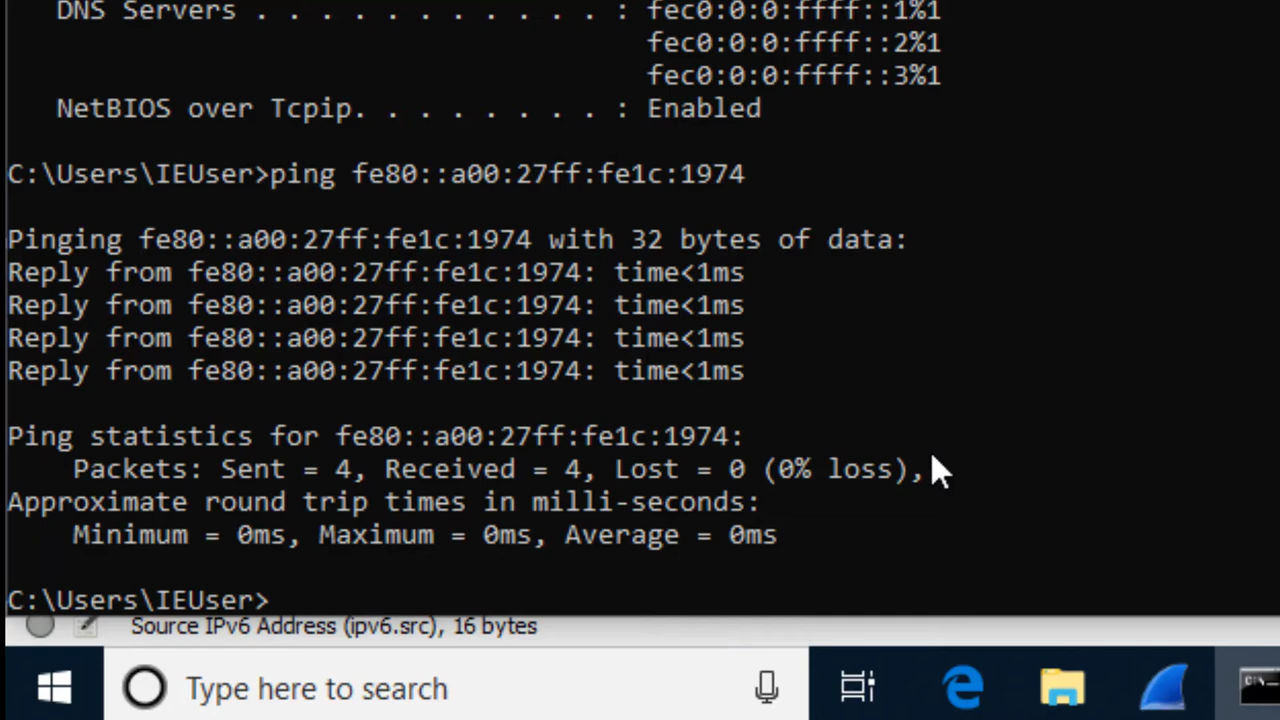 DNS Servers . . . . . . . . . . . : fec0:0:0:ffff::1%1
fec0:0:0:ffff::2%1
fec0:0:0:ffff::3%1
NetBIOS over Tcpip. . . . . . . . : Enabled
C:\Users\IEUser>ping fe80::a00:27ff:fe1c:1974
Pinging fe80::a00:27ff:fe1c:1974 with 32 bytes of data:
Reply from fe80::a00:27ff:fe1c:1974: time<1ms
Reply from fe80::a00:27ff:fe1c:1974: time<1ms
Reply from fe80::a00:27ff:fe1c:1974: time<1ms
Reply from fe80::a00:27ff:fe1c:1974: time<1ms
Ping statistics for fe80::a00:27ff:fe1c:1974:
Packets: Sent = 4, Received = 4, Lost = 0 (0% loss),
Approximate round trip times in milli-seconds:
Minimum = 0ms, Maximum = 0ms, Average = 0ms
C:\Users\IEUser>
Source IPv6 Address (ipv6.src), 16 bytes
Type here to search